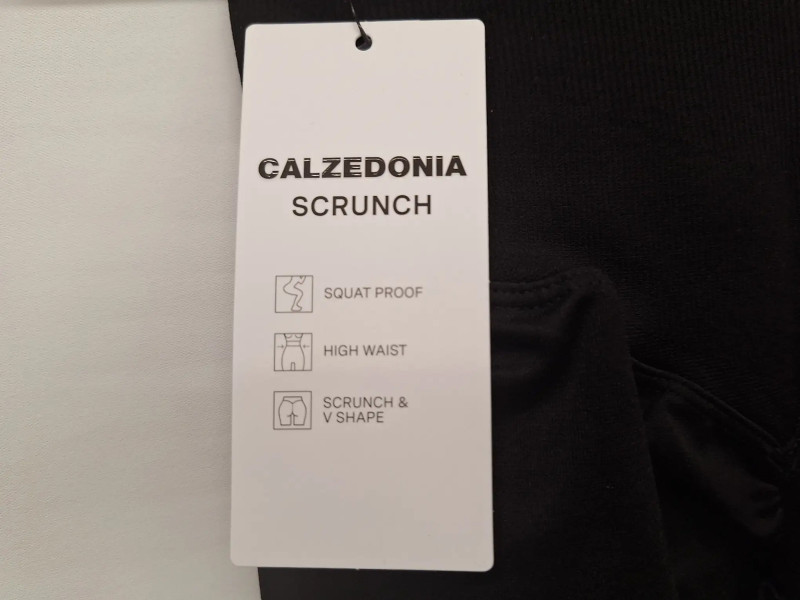 CALZEDONIA
SCRUNCH
SQUAT PROOF
HIGH WAIST
SCRUNCH &
V SHAPE